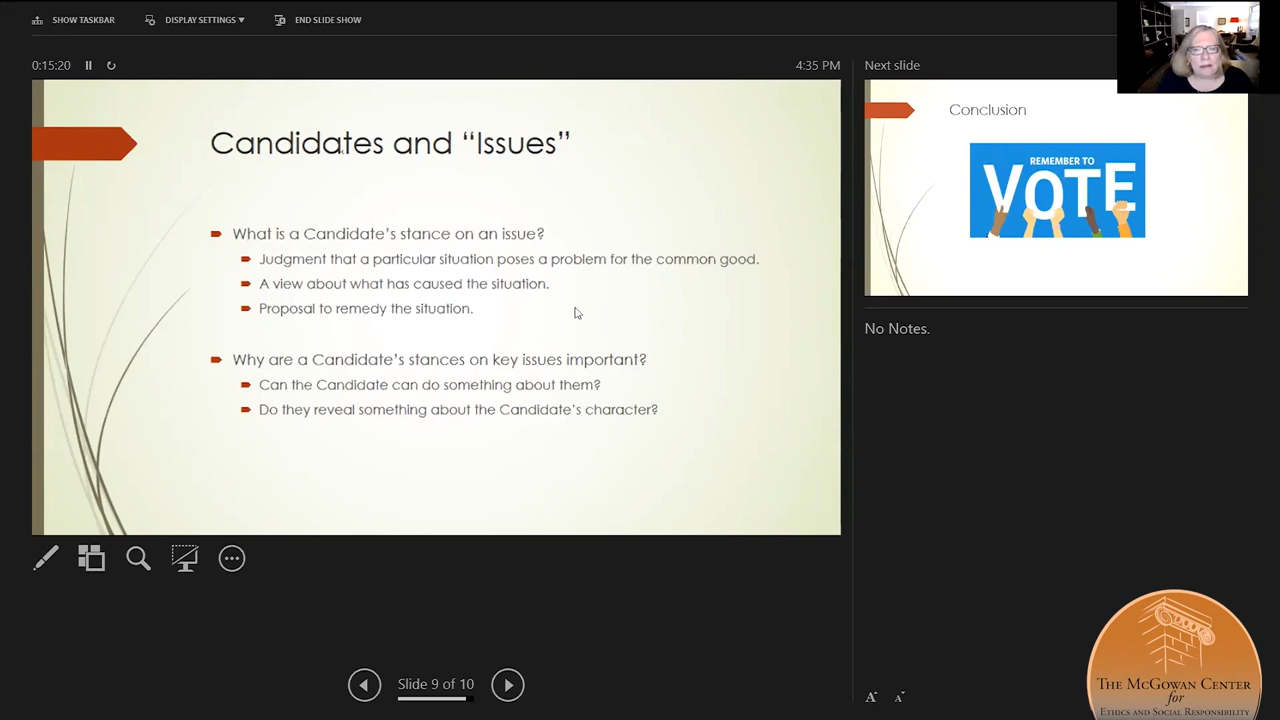 SHOW TASKBAR
DISPLAY SETTINGS ▼
END SLIDE SHOW
0:15:20
4:35 PM
Candidates and “Issues”
What is a Candidate’s stance on an issue?
Judgment that a particular situation poses a problem for the common good.
A view about what has caused the situation.
Proposal to remedy the situation.
Why are a Candidate’s stances on key issues important?
Can the Candidate can do something about them?
Do they reveal something about the Candidate’s character?
Next slide
Conclusion
REMEMBER TO
VOTE
No Notes.
Slide 9 of 10
A A
THE MCGOWAN CENTER
for
ETHICS AND SOCIAL RESPONSIBILITY